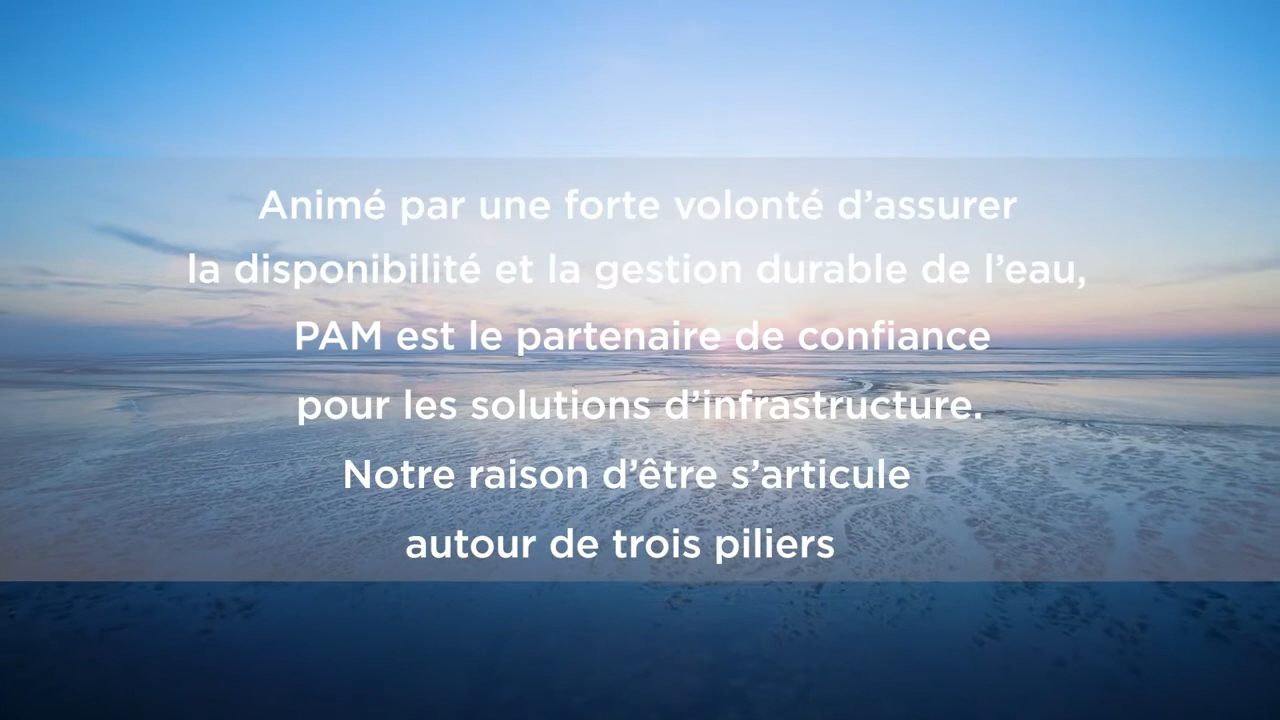 Animé par une forte volonté d’assurer
la disponibilité et la gestion durable de l’eau,
PAM est le partenaire de confiance
pour les solutions d’infrastructure.
Notre raison d’être s’articule
autour de trois piliers